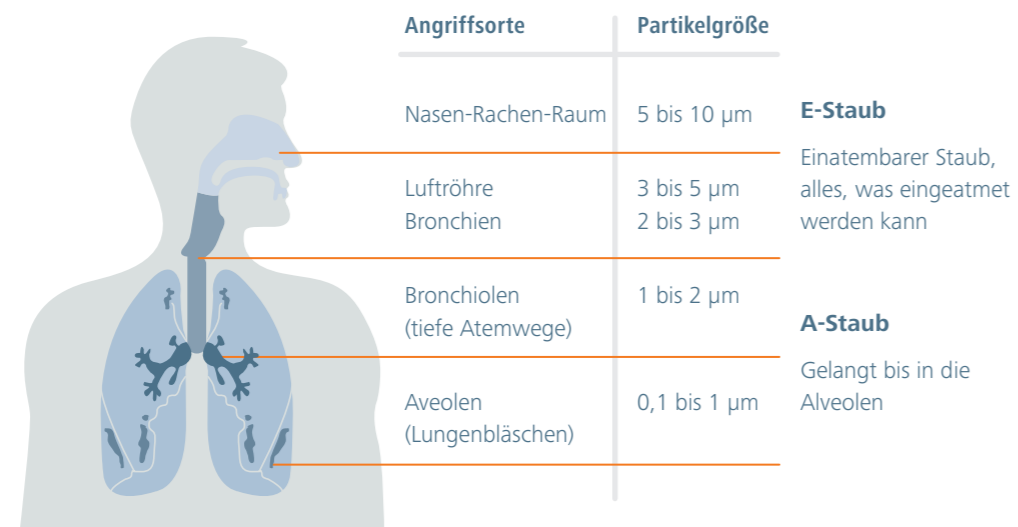 Angriffsorte Partikelgröße
Nasen-Rachen-Raum 5 bis 10 µm
Luftröhre 3 bis 5 µm
Bronchien 2 bis 3 µm
Bronchiolen 1 bis 2 µm
(tiefe Atemwege)
Aveolen 0,1 bis 1 µm
(Lungenbläschen)
E-Staub
Einatembarer Staub,
alles, was eingeatmet
werden kann
A-Staub
Gelangt bis in die
Alveolen